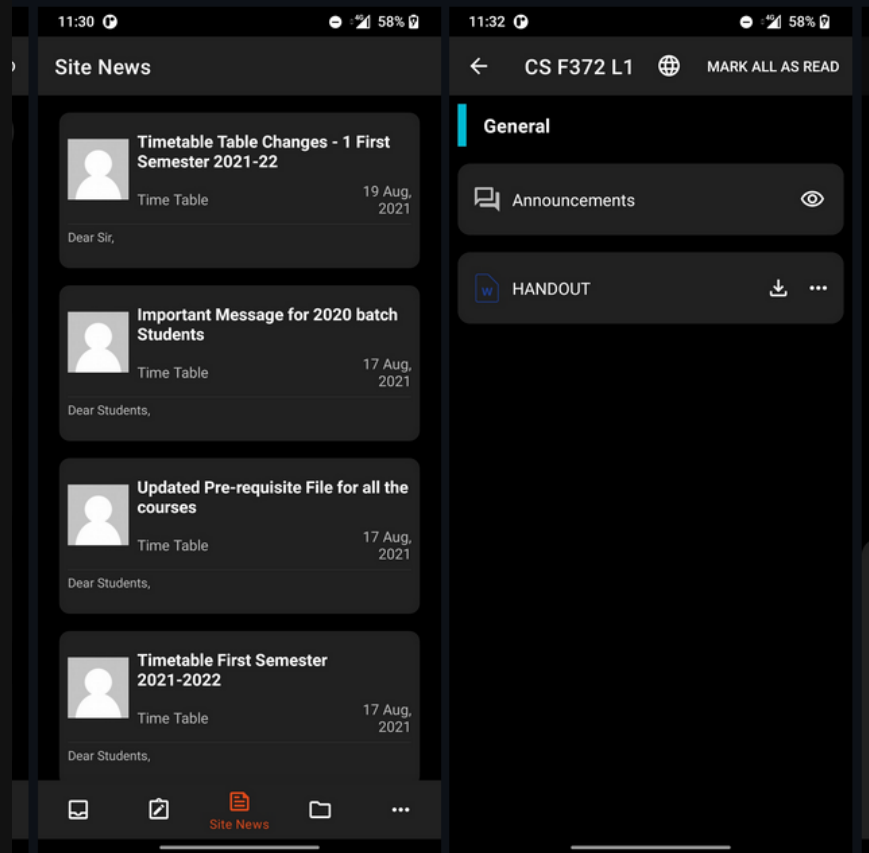 11:30
4G
58%
Site News
Timetable Table Changes - 1 First
Semester 2021-22
Time Table
19 Aug,
2021
Dear Sir,
Important Message for 2020 batch
Students
Time Table
17 Aug,
2021
Dear Students,
Updated Pre-requisite File for all the
courses
Time Table
17 Aug,
2021
Dear Students,
Timetable First Semester
2021-2022
Time Table
17 Aug,
2021
Dear Students,
Site News
11:32
4G
58%
CS F372 L1
MARK ALL AS READ
General
Announcements
W
HANDOUT